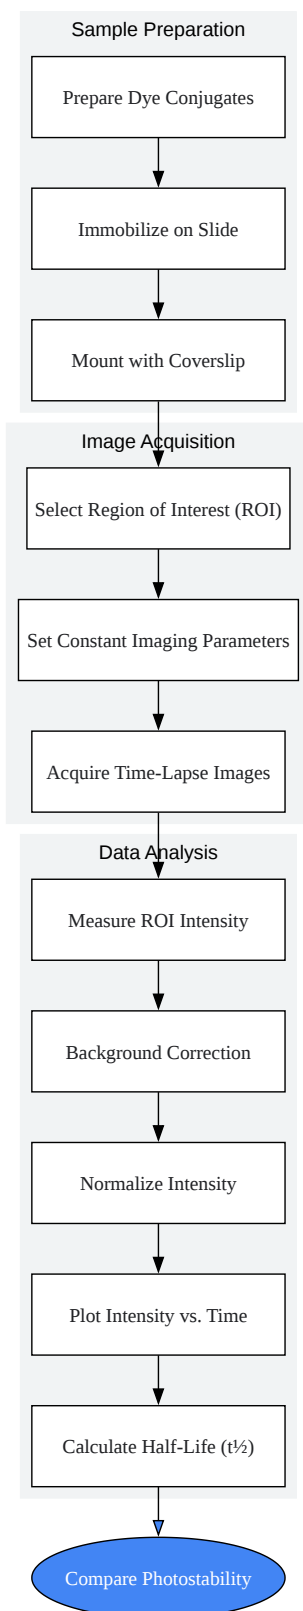 Sample Preparation
Prepare Dye Conjugates
Immobilize on Slide
Mount with Coverslip
Image Acquisition
Select Region of Interest (ROI)
Set Constant Imaging Parameters
Acquire Time-Lapse Images
Data Analysis
Measure ROI Intensity
Background Correction
Normalize Intensity
Plot Intensity vs. Time
Calculate Half-Life (t½)
Compare Photostability